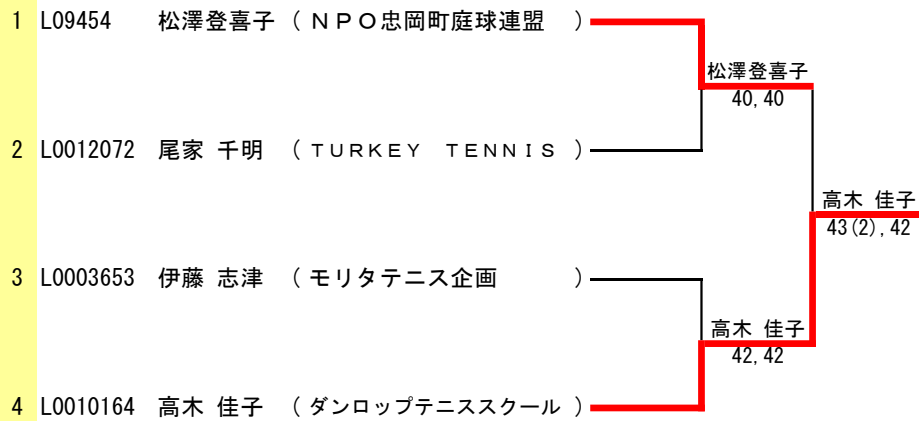 1 L09454 松澤登喜子 （ＮＰＯ忠岡町庭球連盟 ）
松澤登喜子
40,40
2 L0012072 尾家 千明 （ＴＵＲＫＥＹ ＴＥＮＮＩＳ ）
高木 佳子
43(2),42
3 L0003653 伊藤 志津 （モリタテニス企画 ）
高木 佳子
42,42
4 L0010164 高木 佳子 （ダンロップテニススクール ）